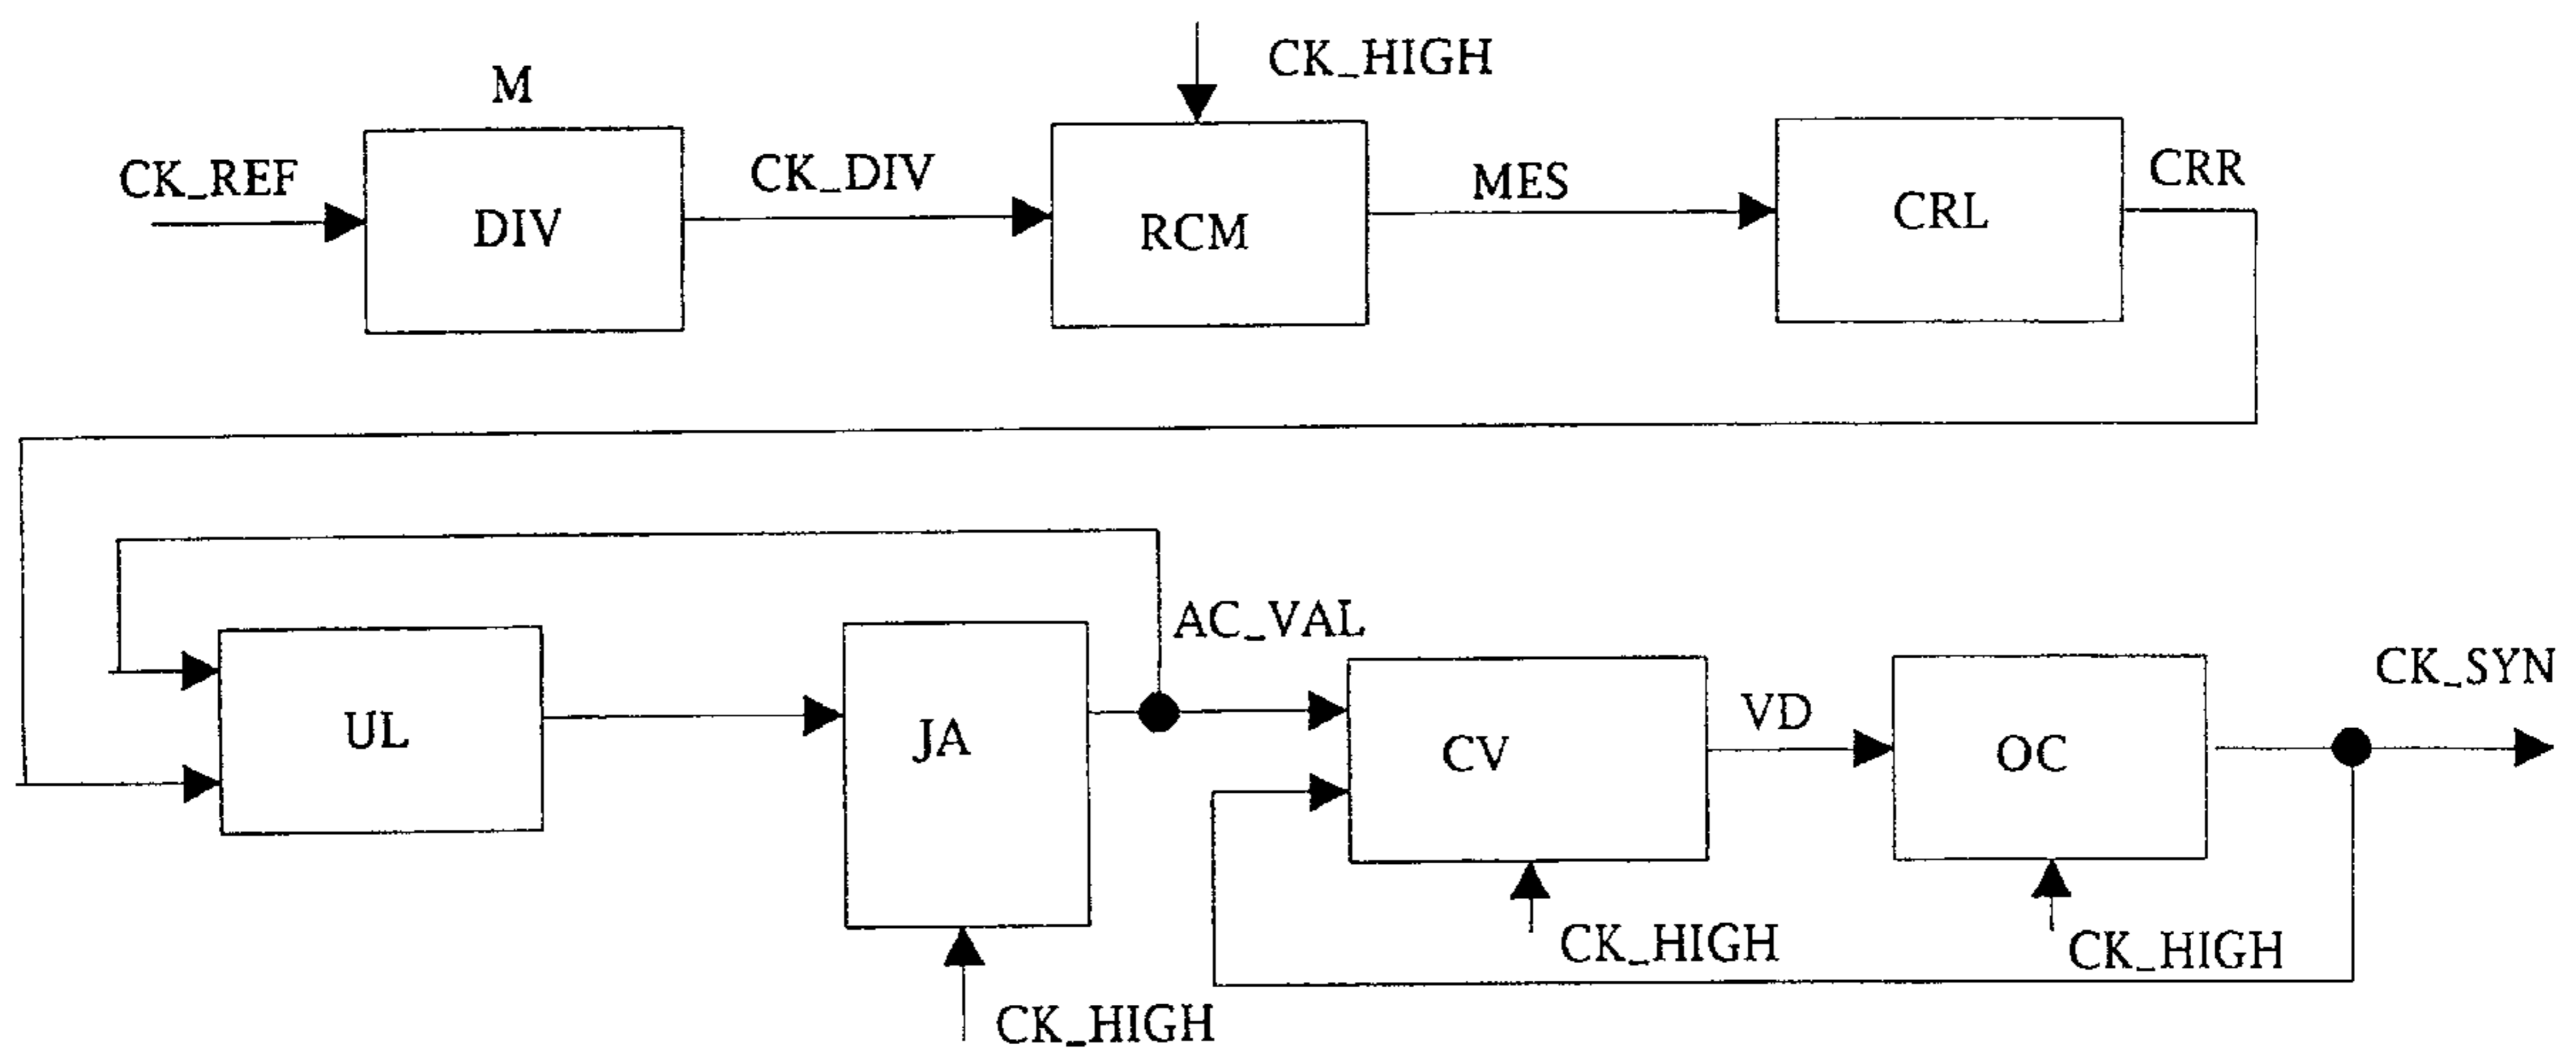 CK_HIGH
M
CK_REF
DIV
CK_DIV
RCM
MES
CRL
CRR
UL
JA
AC_VAL
CV
VD
OC
CK_SYN
CK_HIGH
CK_HIGH
CK_HIGH